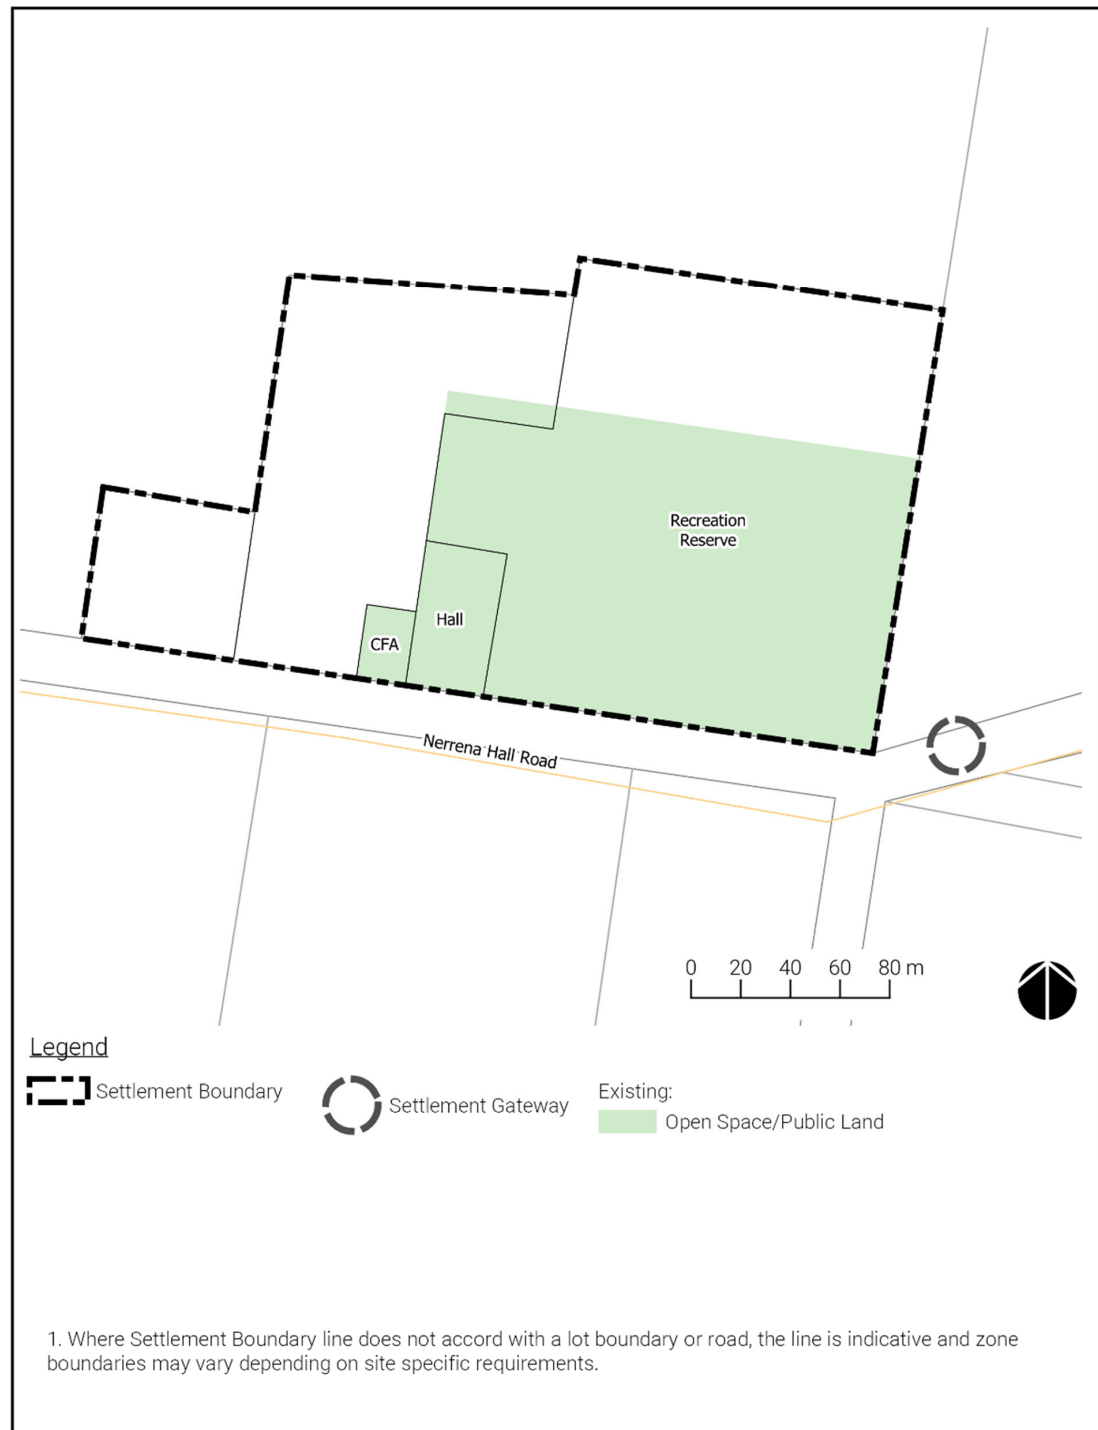 Recreation
Reserve
Hall
CFA
Nerrena Hall Road
0 20 40 60 80 m
Legend
Settlement Boundary
Settlement Gateway
Existing:
Open Space/Public Land
1. Where Settlement Boundary line does not accord with a lot boundary or road, the line is indicative and zone
boundaries may vary depending on site specific requirements.